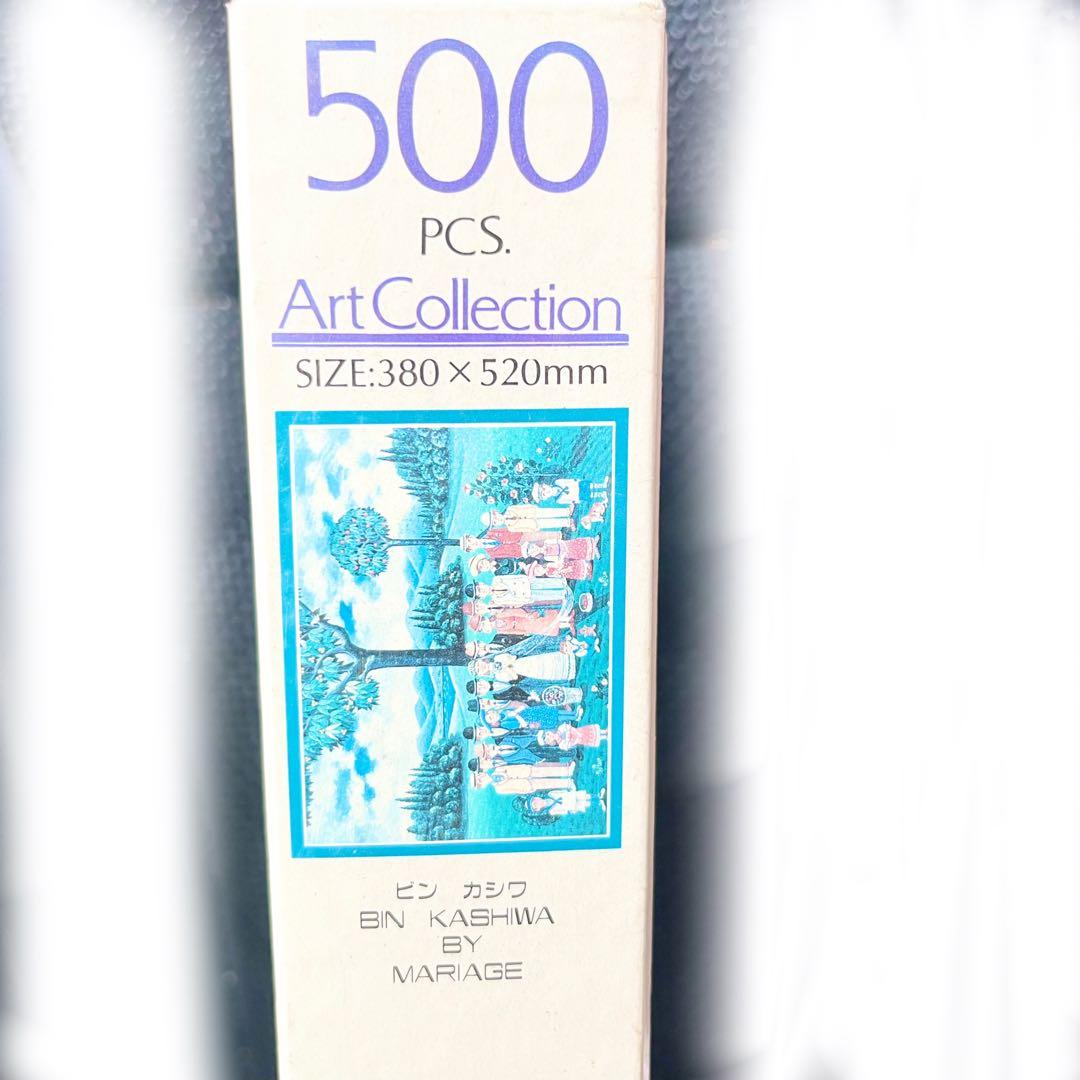 500
PCS.
Art Collection
SIZE:380×520mm
ビン カシワ
BIN KASHIWA
BY
MARIAGE